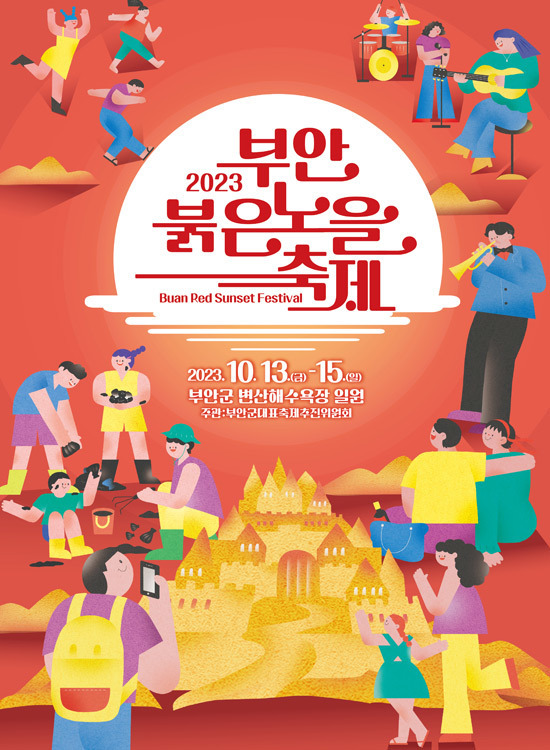 2023 부안
붉은노을
축제
Buan Red Sunset Festival
2023. 10. 13.(금) - 15.(일)
부안군 변산해수욕장 일원
주관:부안군대표축제추진위원회